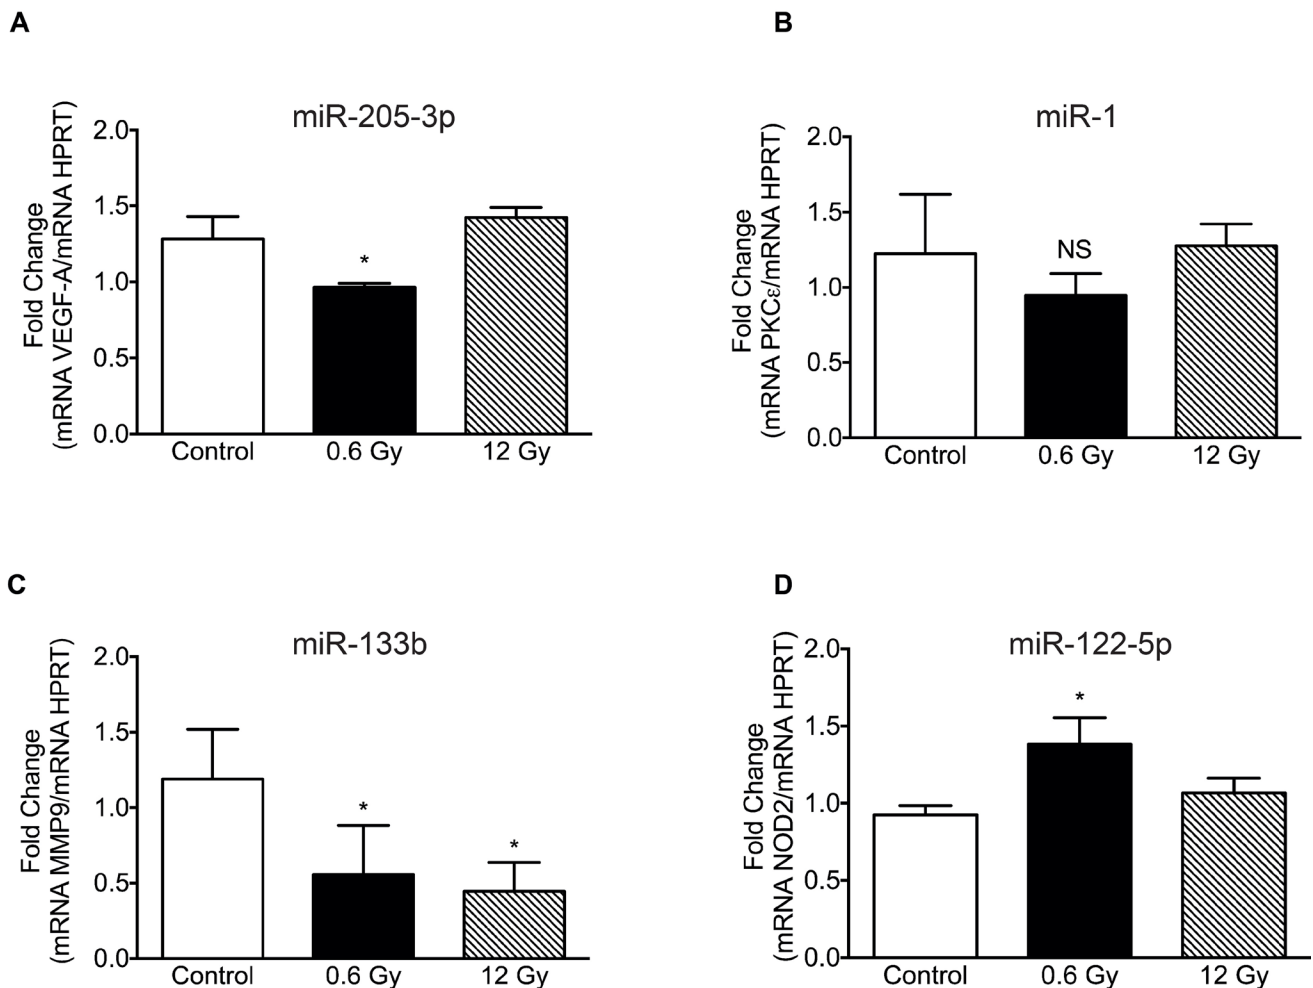 A
miR-205-3p
Fold Change
(mRNA VEGF-A/mRNA HPRT)
2.0
1.5
1.0
0.5
0.0
*
Control
0.6 Gy
12 Gy
B
miR-1
Fold Change
(mRNA PKCε/mRNA HPRT)
2.0
1.5
1.0
0.5
0.0
NS
Control
0.6 Gy
12 Gy
C
miR-133b
Fold Change
(mRNA MMP9/mRNA HPRT)
2.0
1.5
1.0
0.5
0.0
*
*
Control
0.6 Gy
12 Gy
D
miR-122-5p
Fold Change
(mRNA NOD2/mRNA HPRT)
2.0
1.5
1.0
0.5
0.0
*
Control
0.6 Gy
12 Gy